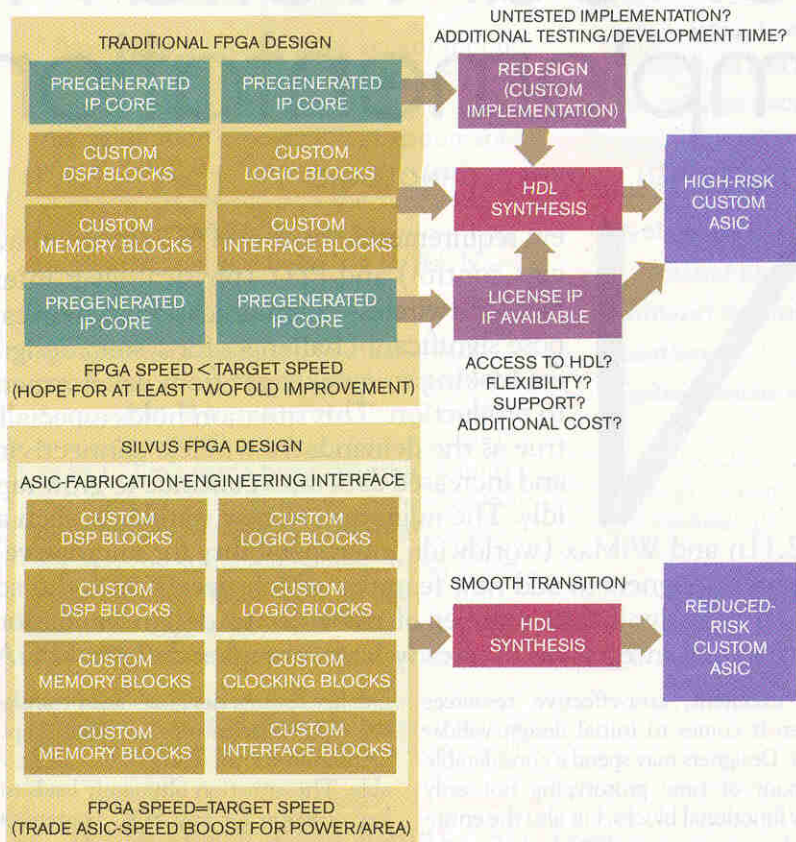 UNTESTED IMPLEMENTATION?
ADDITIONAL TESTING/DEVELOPMENT TIME?
TRADITIONAL FPGA DESIGN
PREGENERATED
IP CORE
PREGENERATED
IP CORE
REDESIGN
(CUSTOM
IMPLEMENTATION)
CUSTOM
DSP BLOCKS
CUSTOM
LOGIC BLOCKS
HDL
SYNTHESIS
HIGH-RISK
CUSTOM
ASIC
CUSTOM
MEMORY BLOCKS
CUSTOM
INTERFACE BLOCKS
PREGENERATED
IP CORE
PREGENERATED
IP CORE
LICENSE IP
IF AVAILABLE
FPGA SPEED<TARGET SPEED
(HOPE FOR AT LEAST TWOFOLD IMPROVEMENT)
ACCESS TO HDL?
FLEXIBILITY?
SUPPORT?
ADDITIONAL COST?
SILVUS FPGA DESIGN
ASIC-FABRICATION-ENGINEERING INTERFACE
CUSTOM
DSP BLOCKS
CUSTOM
LOGIC BLOCKS
CUSTOM
DSP BLOCKS
CUSTOM
LOGIC BLOCKS
SMOOTH TRANSITION
HDL
SYNTHESIS
REDUCED-
RISK
CUSTOM
ASIC
CUSTOM
MEMORY BLOCKS
CUSTOM
CLOCKING BLOCKS
CUSTOM
MEMORY BLOCKS
CUSTOM
INTERFACE BLOCKS
FPGA SPEED=TARGET SPEED
(TRADE ASIC-SPEED BOOST FOR POWER/AREA)